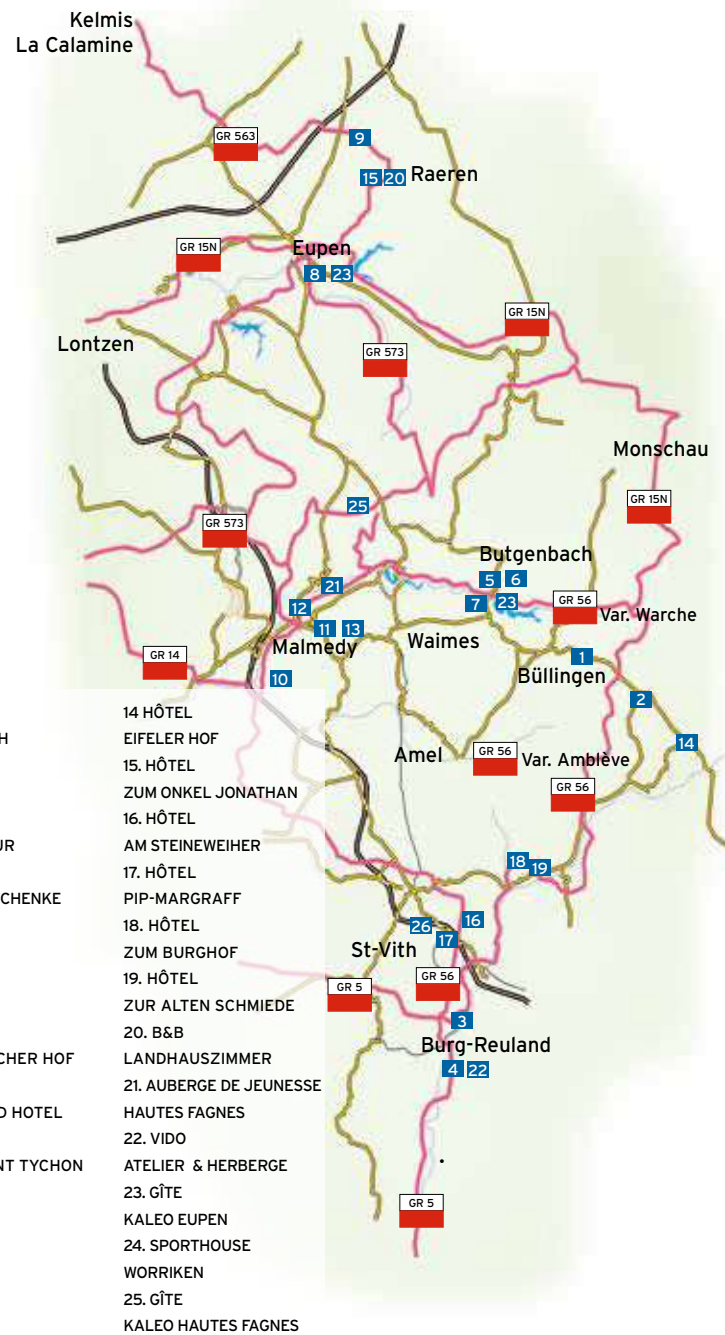 Kelmis
La Calamine
GR 563
9
15 20 Raeren
GR 15N
Eupen
8 23
GR 15N
Lontzen
GR 573
Monschau
GR 15N
25
GR 573
Butgenbach
5 6
21
7 23
GR 56
Var. Warche
12
11 13
Malmedy
Waimes
GR 14
1
Büllingen
10
2
14
Amel
GR 56
Var. Amblève
GR 56
18 19
16
26
17
St-Vith
GR 56
GR 5
3
Burg-Reuland
4 22
GR 5
H
UR
CHENKE
CHER HOF
D HOTEL
NT TYCHON
14 HÔTEL
EIFELER HOF
15. HÔTEL
ZUM ONKEL JONATHAN
16. HÔTEL
AM STEINEWEIHER
17. HÔTEL
PIP-MARGRAFF
18. HÔTEL
ZUM BURGHOF
19. HÔTEL
ZUR ALTEN SCHMIEDE
20. B&B
LANDHAUSZIMMER
21. AUBERGE DE JEUNESSE
HAUTES FAGNES
22. VIDO
ATELIER & HERBERGE
23. GÎTE
KALEO EUPEN
24. SPORTHOUSE
WORRIKEN
25. GÎTE
KALEO HAUTES FAGNES